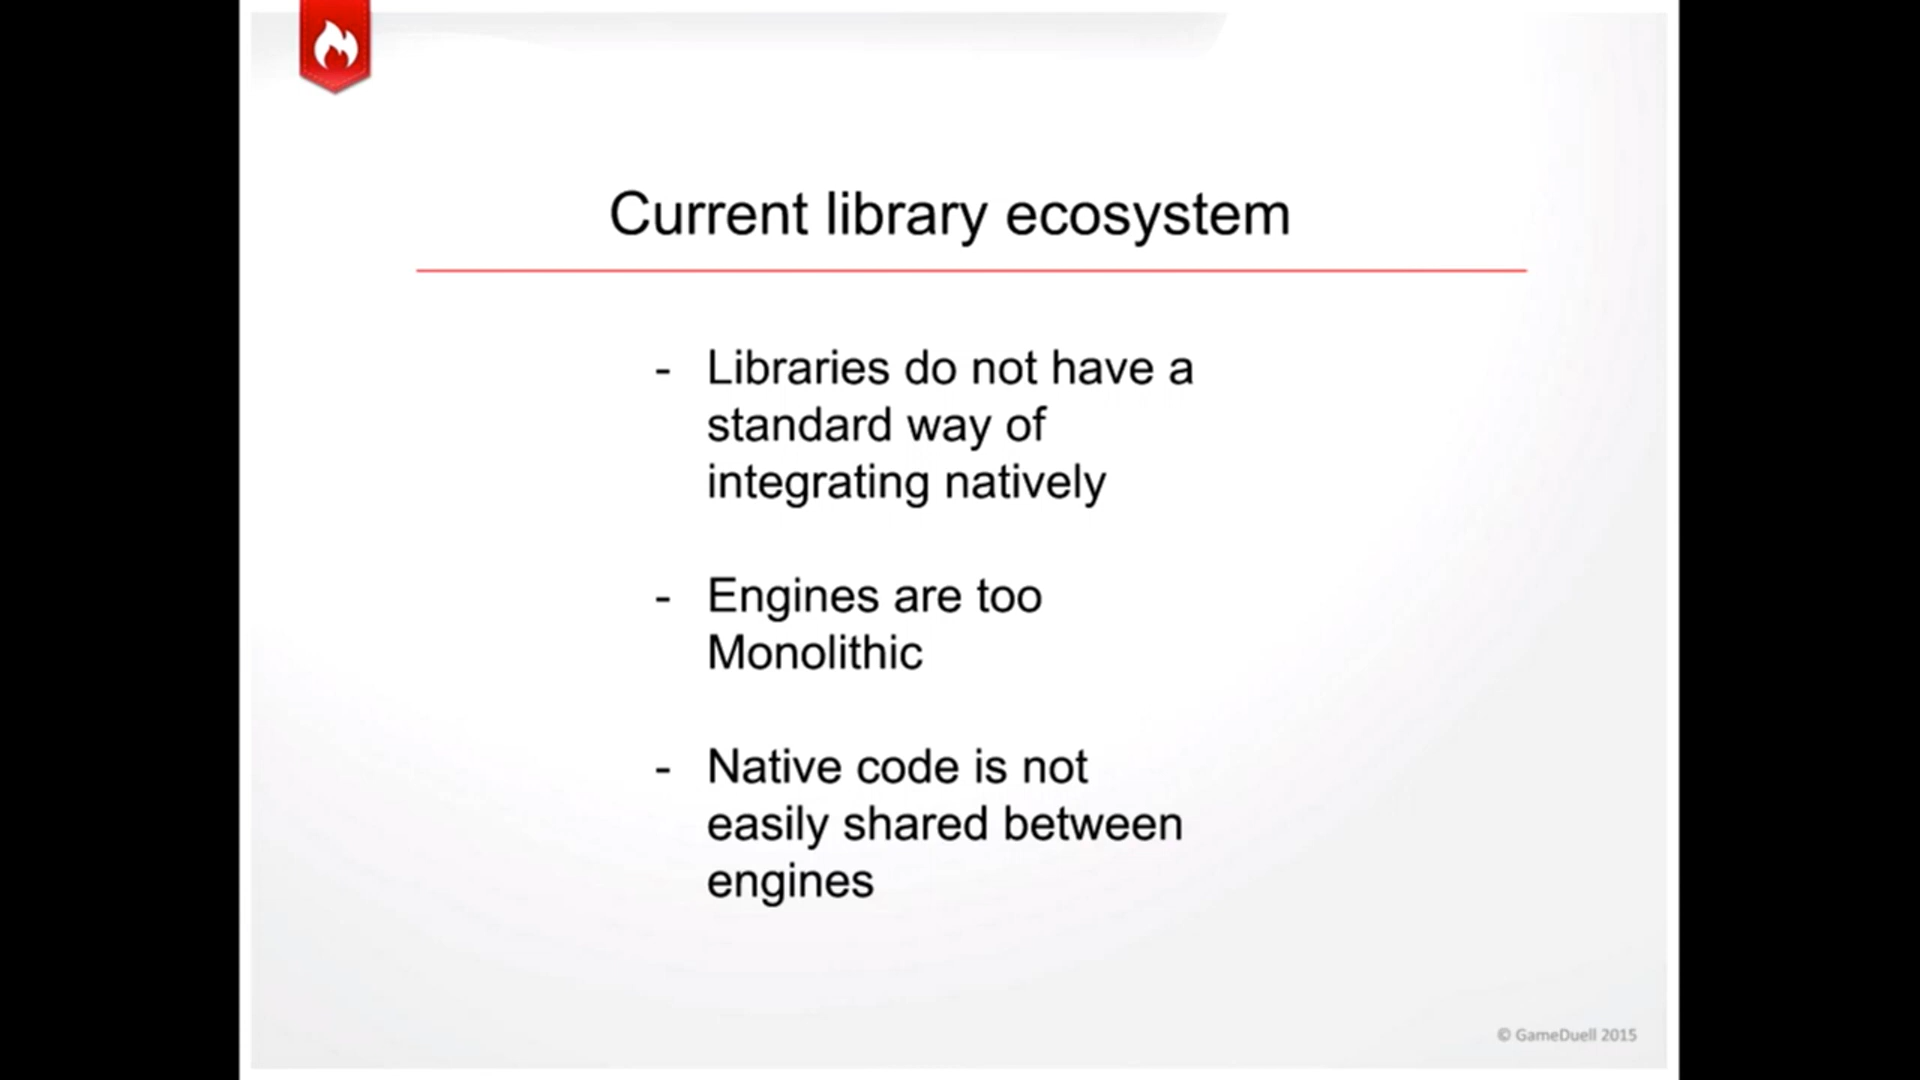 Current library ecosystem
- Libraries do not have a
standard way of
integrating natively
- Engines are too
Monolithic
- Native code is not
easily shared between
engines
© GameDuell 2015